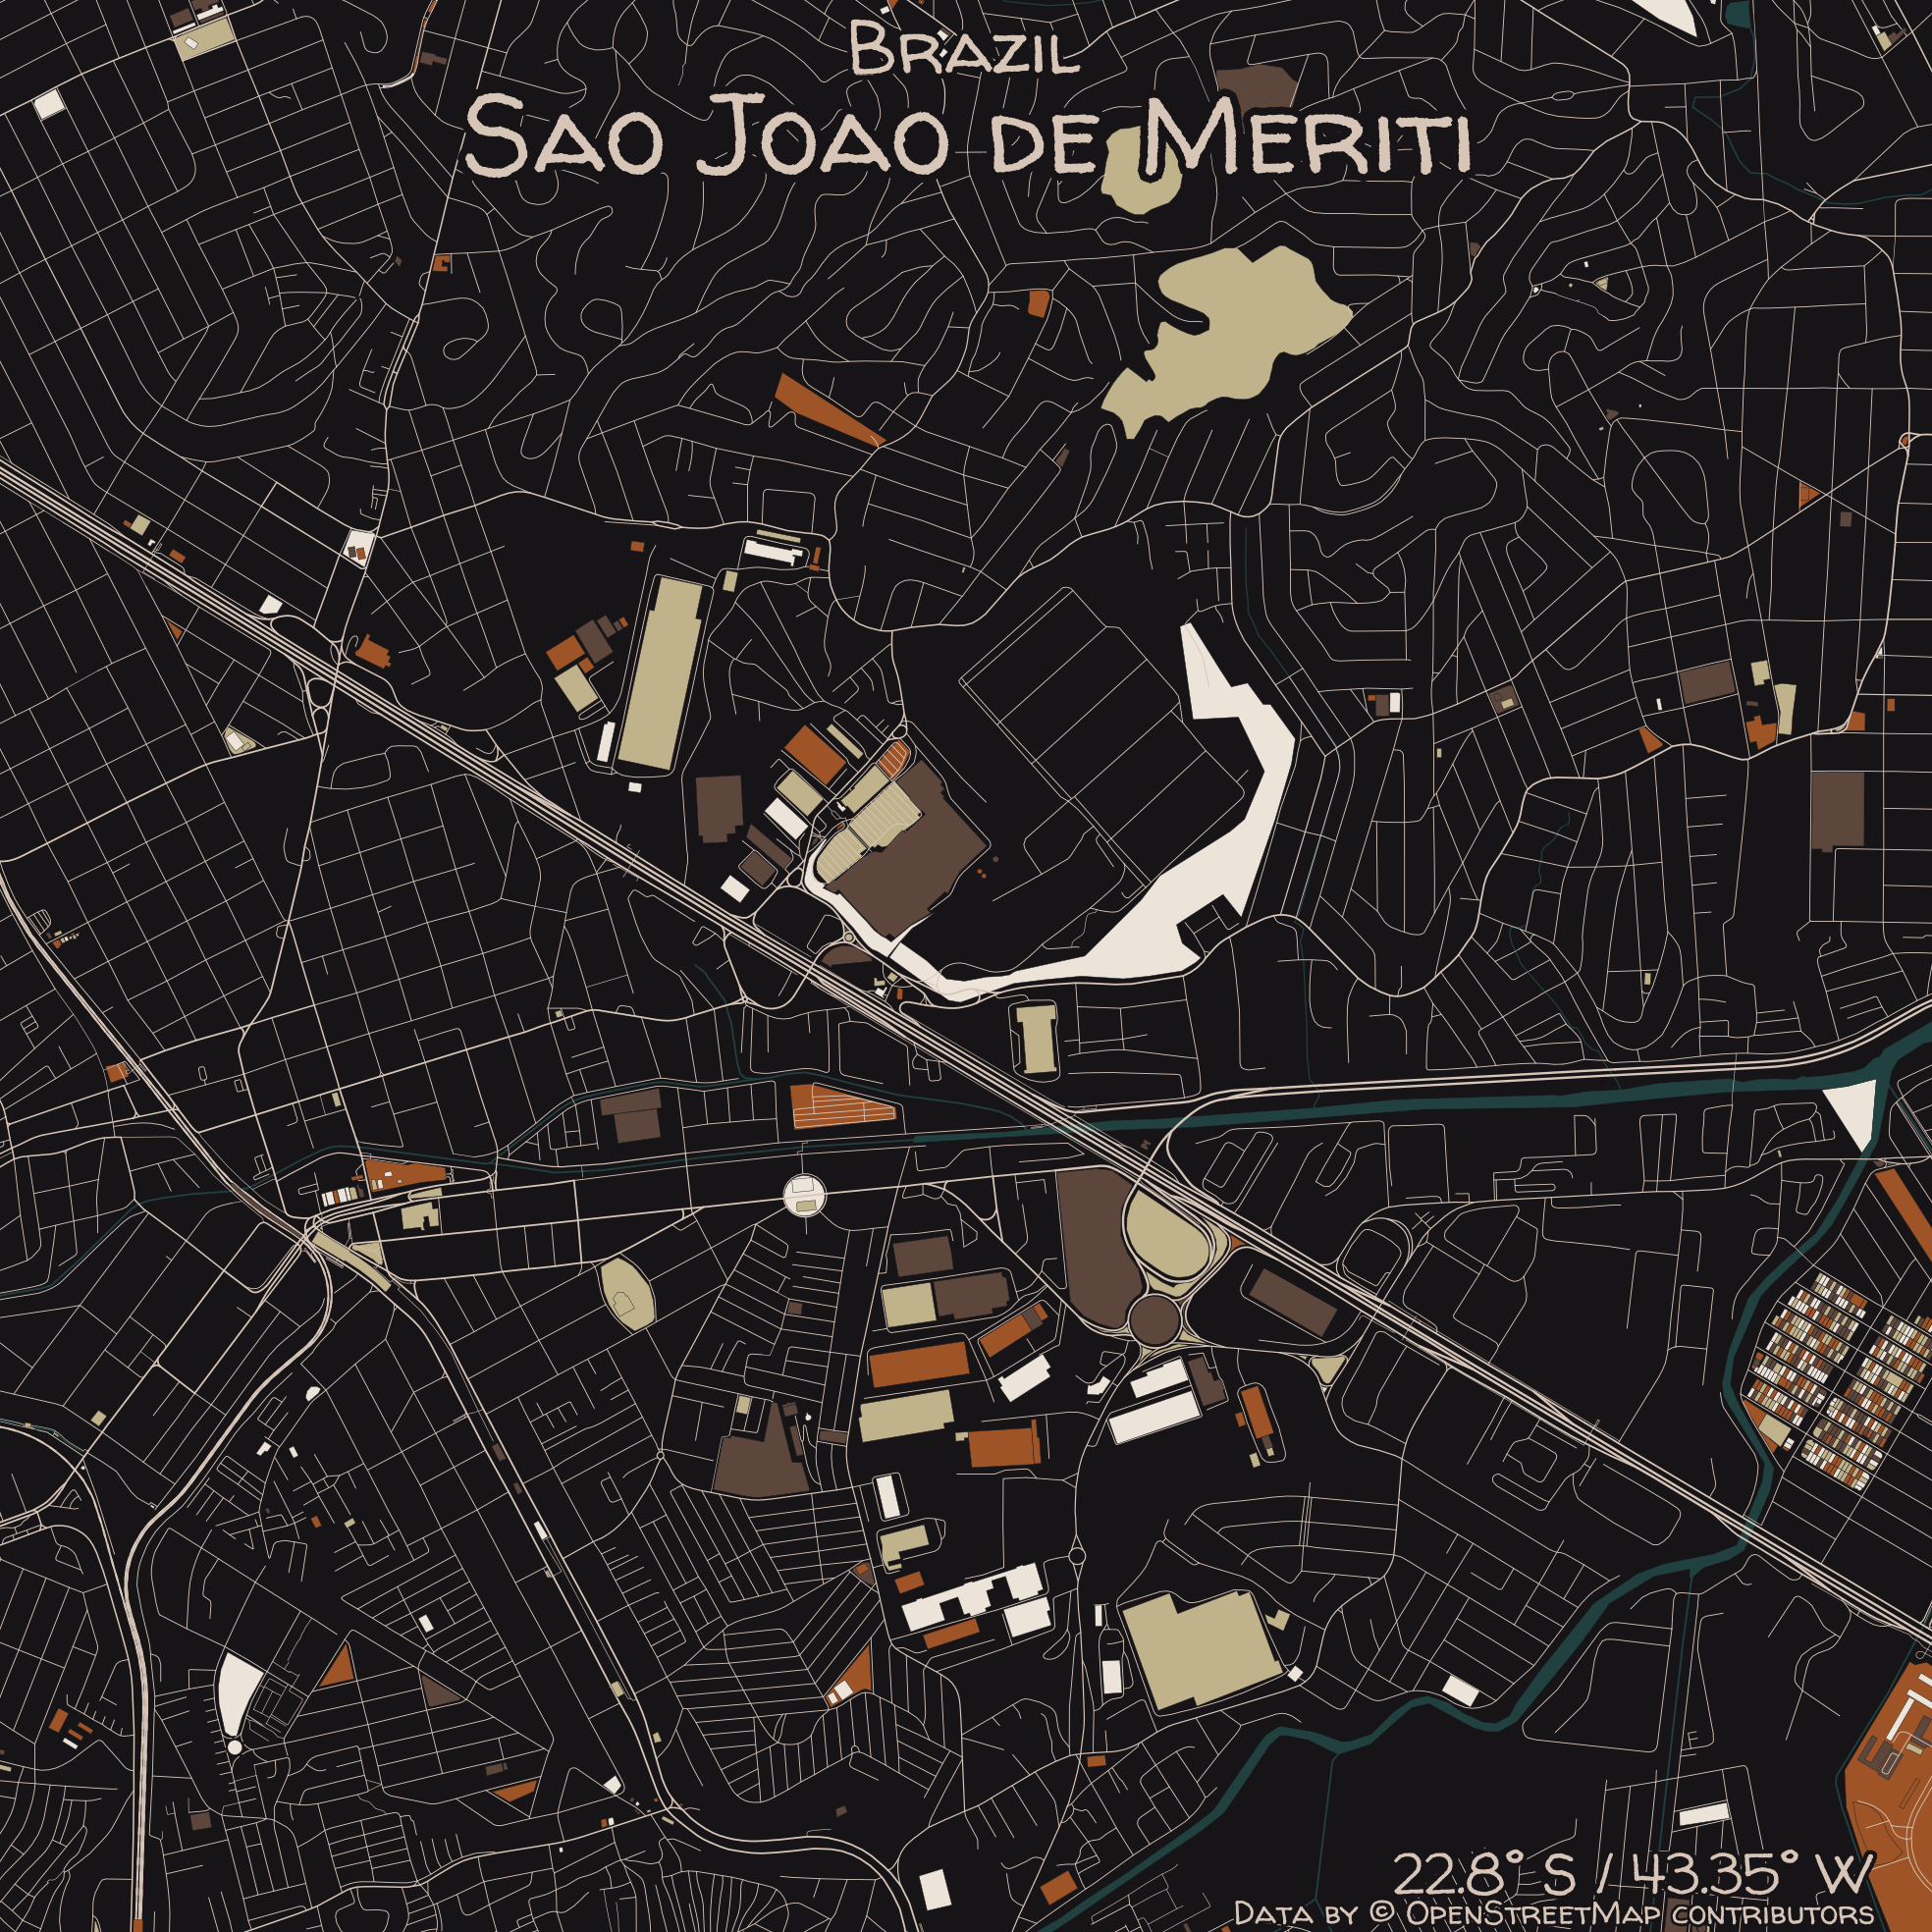 Brazil
Sao Joao de Meriti
22.8° S / 43.35° W
Data by © OpenStreetMap contributors